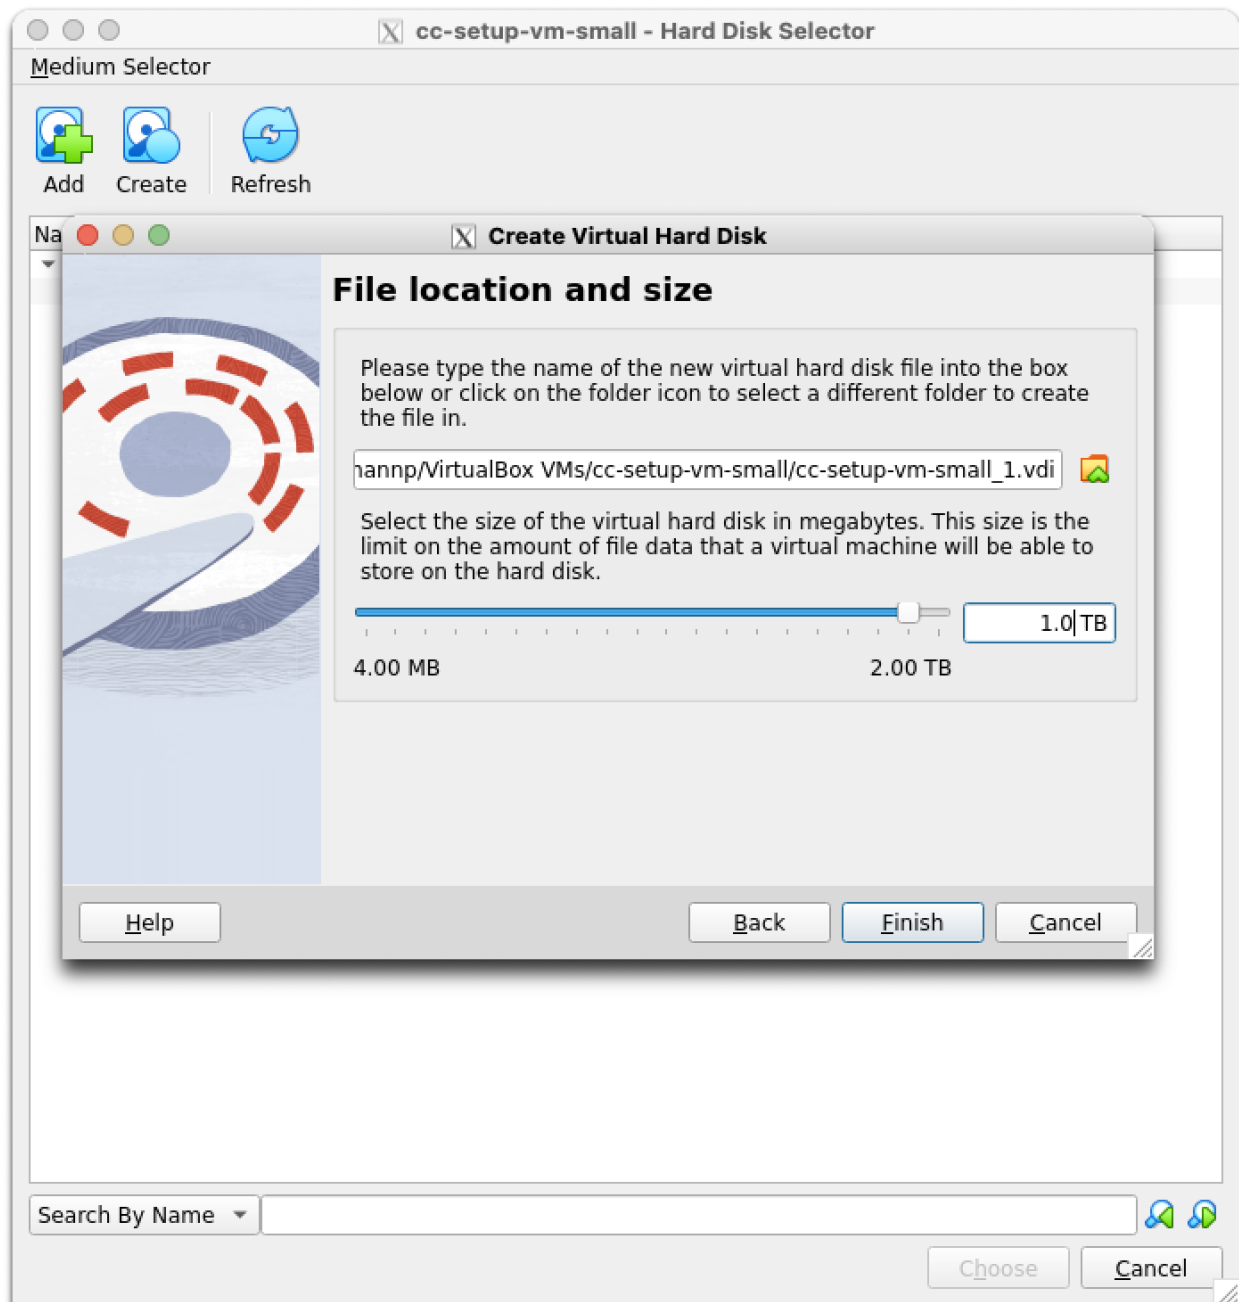 cc-setup-vm-small - Hard Disk Selector
Medium Selector
Add
Create
Refresh
Create Virtual Hard Disk
File location and size
Please type the name of the new virtual hard disk file into the box
below or click on the folder icon to select a different folder to create
the file in.
nannp/VirtualBox VMs/cc-setup-vm-small/cc-setup-vm-small_1.vdi
Select the size of the virtual hard disk in megabytes. This size is the
limit on the amount of file data that a virtual machine will be able to
store on the hard disk.
1.0 TB
4.00 MB
2.00 TB
Help
Back
Finish
Cancel
Search By Name
Choose
Cancel